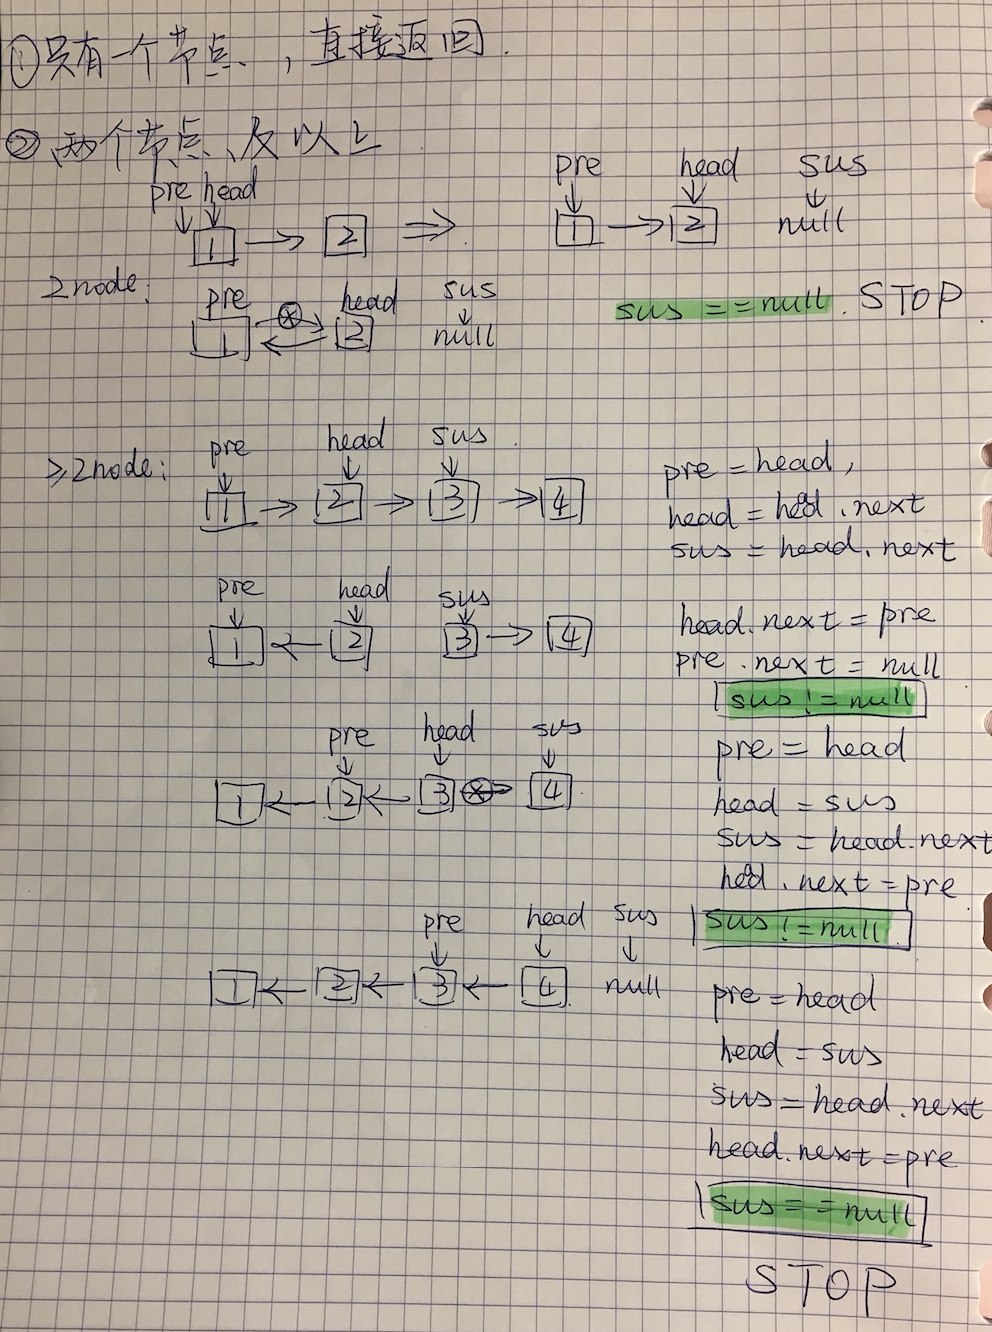 ①只有一个节点，直接返回.
②两个节点及以上
pre head
1 → 2 ⇒
pre head sus
1 → 2 null
2node:
pre head sus
1 2 null
sus == null. STOP
≥2node:
pre head sus
1 → 2 → 3 → 4
pre = head,
head = head.next
sus = head.next
pre head sus
1 ← 2 3 → 4
head.next = pre
pre.next = null
sus != null
pre head sus
1 ← 2 ← 3 4
pre = head
head = sus
sus = head.next
head.next = pre
sus != null
pre head sus
1 ← 2 ← 3 ← 4 null
pre = head
head = sus
sus = head.next
head.next = pre
sus == null
STOP